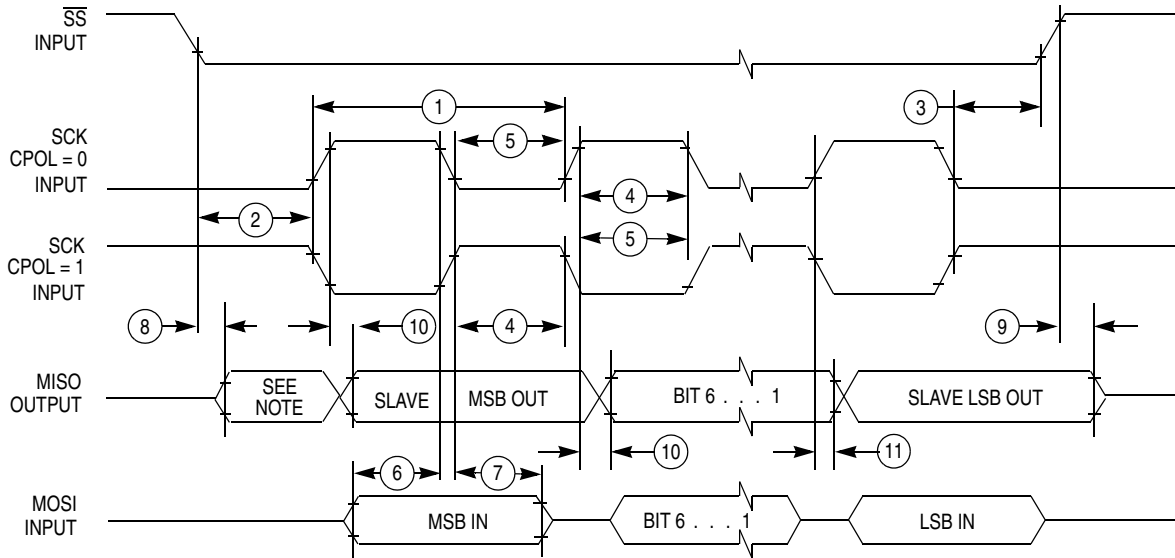 SS
INPUT
1
3
SCK
CPOL = 0
INPUT
5
4
2
5
SCK
CPOL = 1
INPUT
8
10
4
9
MISO
OUTPUT
SEE
NOTE
SLAVE
MSB OUT
BIT 6 . . . 1
SLAVE LSB OUT
10
11
6
7
MOSI
INPUT
MSB IN
BIT 6 . . . 1
LSB IN